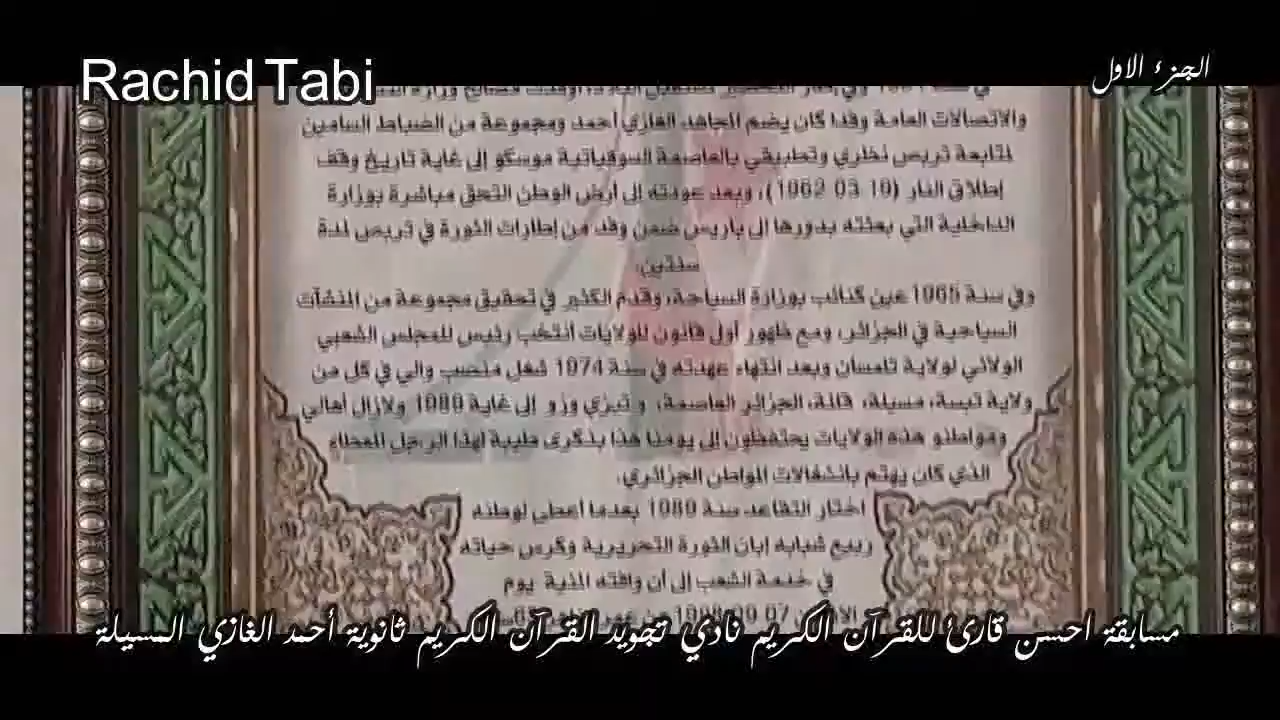 Rachid Tabi
الجزء الاول
والاتصالات العامة وفدا كان يضم المجاهد الغازي أحمد ومجموعة من الضباط السامين
لمتابعة تربص نظري وتطبيقي بالعاصمة السوفياتية موسكو إلى غاية تاريخ وقف
إطلاق النار (19 03 1962)، وبعد عودته إلى أرض الوطن التحق مباشرة بوزارة
الداخلية التي بعثته بدورها إلى باريس ضمن وفد من إطارات الثورة في تربص لمدة
سنتين.
وفي سنة 1965 عين كنائب بوزارة السياحة، وقدم الكثير في تحقيق مجموعة من المنشآت
السياحية في الجزائر، ومع ظهور أول قانون للولايات أنتخب رئيس للمجلس الشعبي
الولائي لولاية تلمسان وبعد انتهاء عهدته في سنة 1974 شغل منصب والي في كل من
ولاية تبسة، مسيلة، قالمة، الجزائر العاصمة، و تيزي وزو إلى غاية 1989 ولازال أهالي
ومواطنو هذه الولايات يحتفظون إلى يومنا هذا بذكرى طيبة لهذا الرجل المعطاء
الذي كان يهتم بانشغالات المواطن الجزائري.
اختار التقاعد سنة 1989 بعدما أعطى لوطنه
ربيع شبابه إبان الثورة التحريرية وكرس حياته
في خدمة الشعب إلى أن وافته المنية يوم
مسابقة احسن قارئ للقرآن الكريم نادي تجويد القرآن الكريم ثانوية أحمد الغازي المسيلة